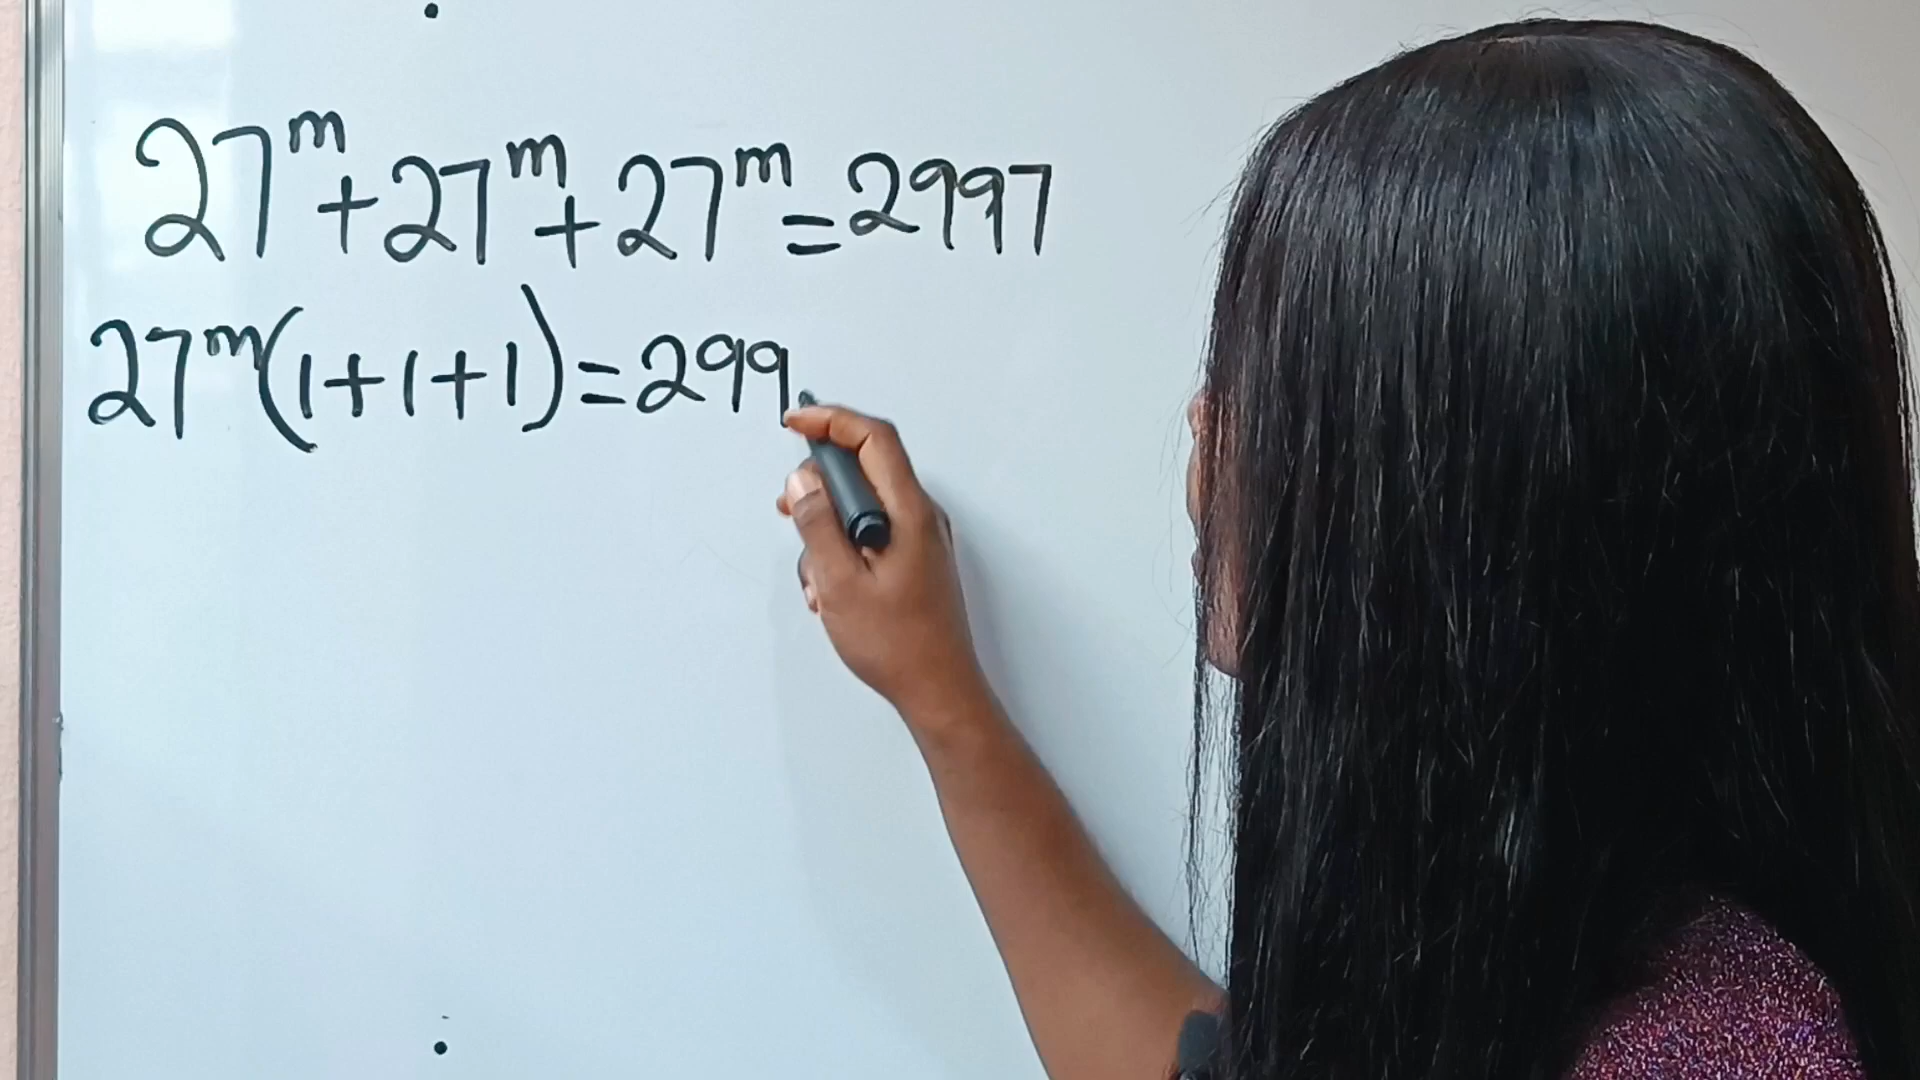 27^m + 27^m + 27^m = 2997
27^m(1+1+1) = 299